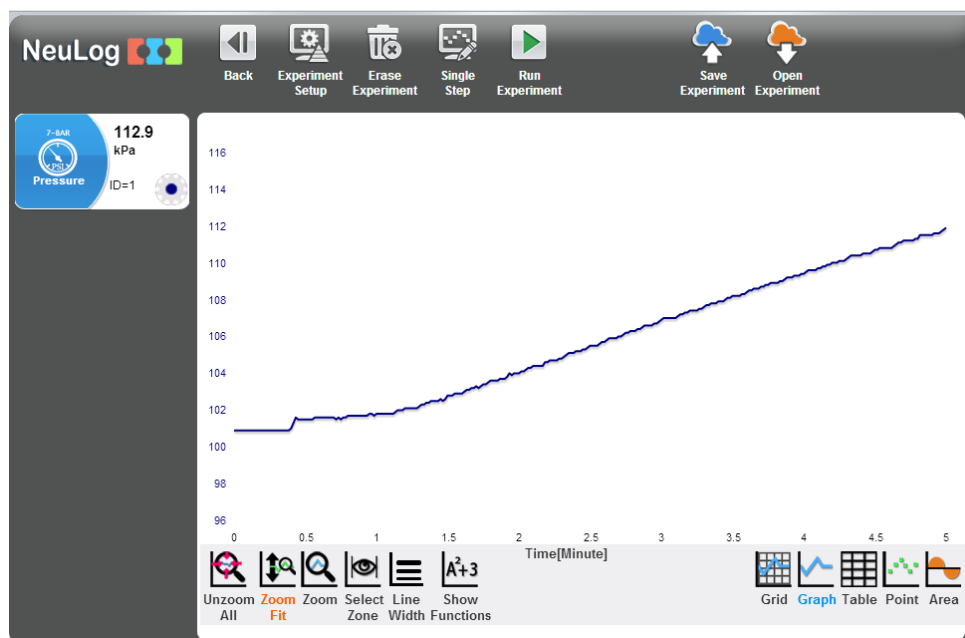 NeuLog
Back
Experiment
Setup
Erase
Experiment
Single
Step
Run
Experiment
Save
Experiment
Open
Experiment
7-BAR
PSI
Pressure
112.9
kPa
ID=1
116
114
112
110
108
106
104
102
100
98
96
0 0.5 1 1.5 2 2.5 3 3.5 4 4.5 5
Time[Minute]
Unzoom
All
Zoom
Fit
Zoom
Select
Zone
Line
Width
A²+3
Show
Functions
Grid
Graph
Table
Point
Area